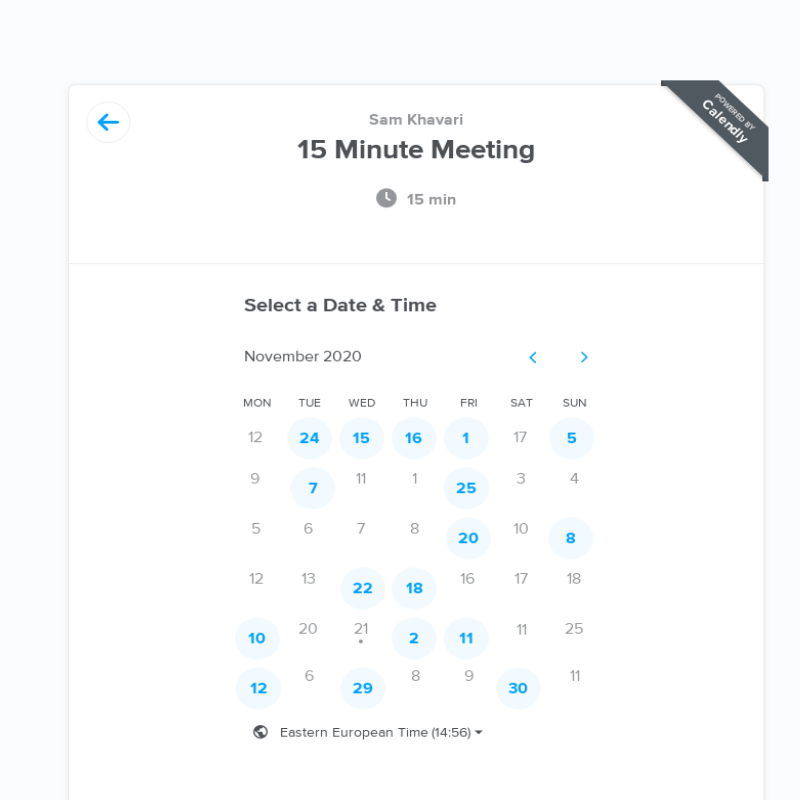 POWERED BY
Calendly
Sam Khavari
15 Minute Meeting
15 min
Select a Date & Time
November 2020
MON TUE WED THU FRI SAT SUN
12 24 15 16 1 17 5
9 7 11 1 25 3 4
5 6 7 8 20 10 8
12 13 22 18 16 17 18
10 20 21 2 11 11 25
12 6 29 8 9 30 11
Eastern European Time (14:56)